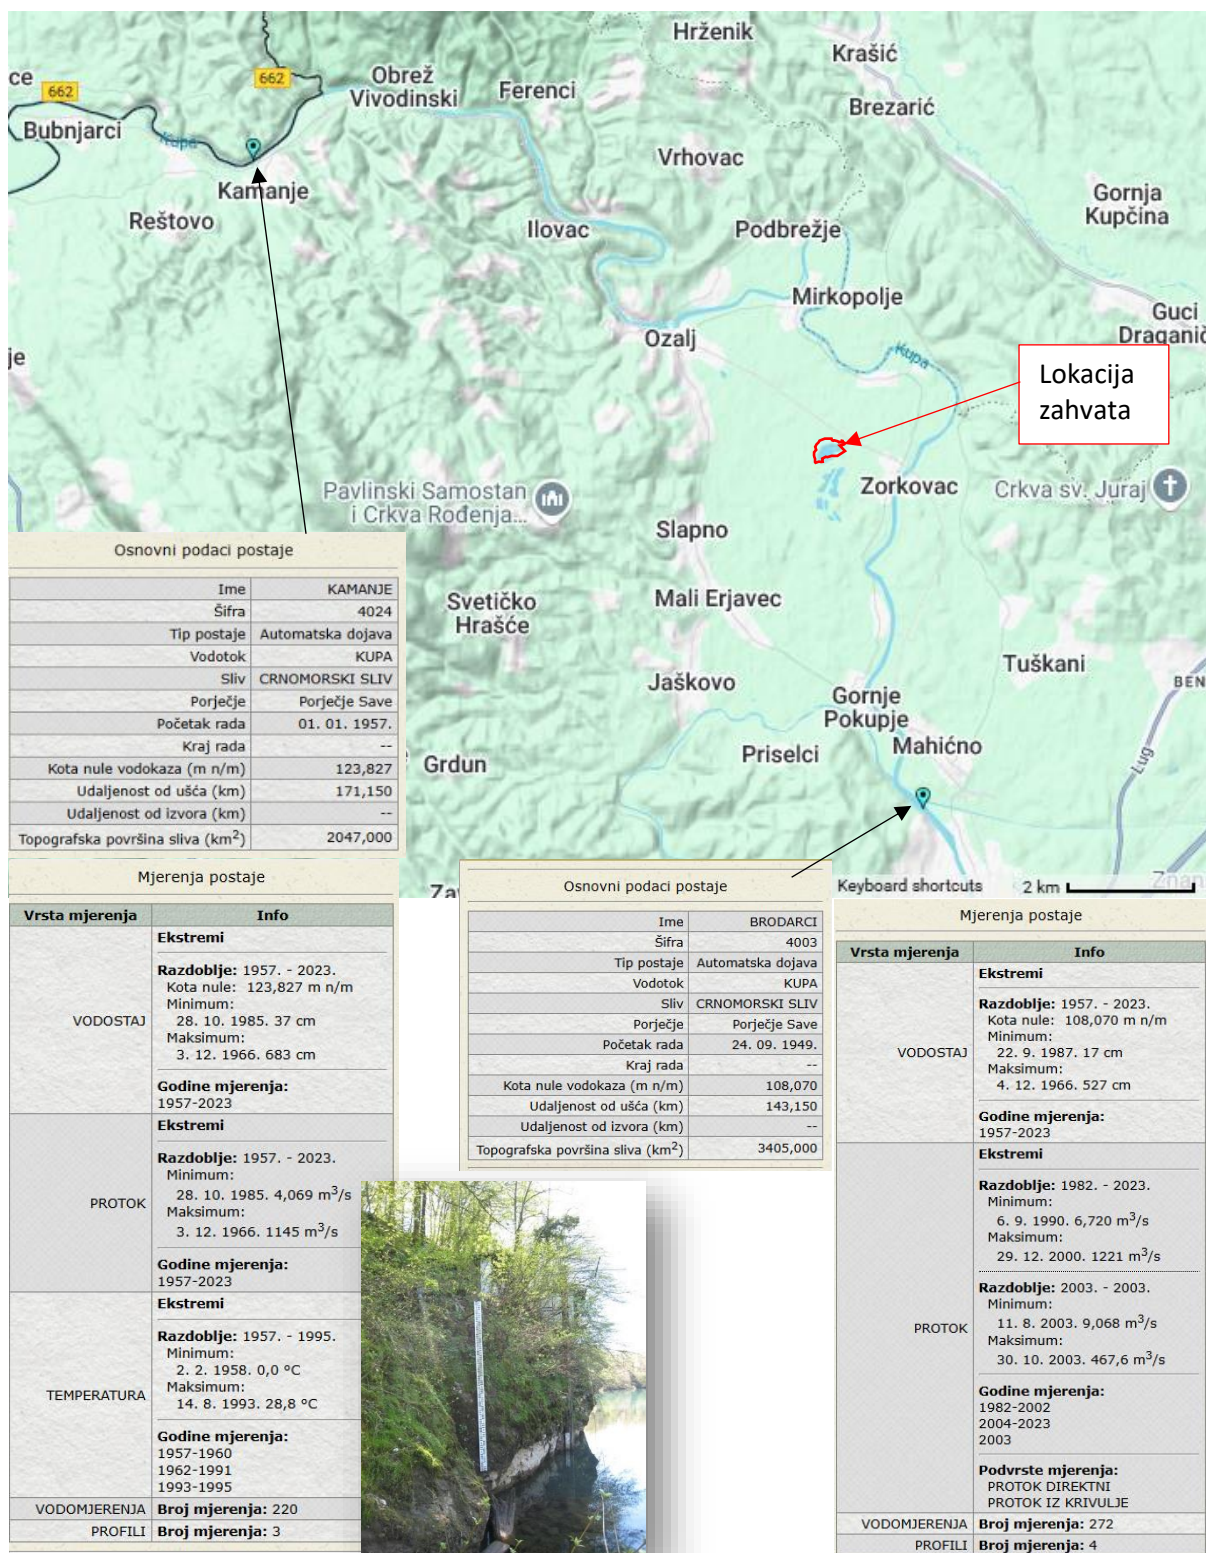 Hrženik
Krašić
ce
662
662
Obrež
Vivodinski
Ferenci
Brezarić
Bubnjarci
Kupa
Vrhovac
Kamanje
Gornja
Kupčina
Reštovo
Ilovac
Podbrežje
Mirkopolje
Guci
Draganić
Ozalj
je
Kupa
Lokacija
zahvata
Pavlinski Samostan
i Crkva Rođenja...
Zorkovac
Crkva sv. Juraj
Slapno
Svetičko
Hrašće
Mali Erjavec
Tuškani
BEN
Jaškovo
Gornje
Pokupje
Mahićno
Priselci
Grdun
Lug
Keyboard shortcuts
2 km
Znan
Osnovni podaci postaje
Ime KAMANJE
Šifra 4024
Tip postaje Automatska dojava
Vodotok KUPA
Sliv CRNOMORSKI SLIV
Porječje Porječje Save
Početak rada 01. 01. 1957.
Kraj rada --
Kota nule vodokaza (m n/m) 123,827
Udaljenost od ušća (km) 171,150
Udaljenost od izvora (km) --
Topografska površina sliva (km²) 2047,000
Mjerenja postaje
Vrsta mjerenja Info
VODOSTAJ
Ekstremi
Razdoblje: 1957. - 2023.
Kota nule: 123,827 m n/m
Minimum:
28. 10. 1985. 37 cm
Maksimum:
3. 12. 1966. 683 cm
Godine mjerenja:
1957-2023
PROTOK
Ekstremi
Razdoblje: 1957. - 2023.
Minimum:
28. 10. 1985. 4,069 m³/s
Maksimum:
3. 12. 1966. 1145 m³/s
Godine mjerenja:
1957-2023
TEMPERATURA
Ekstremi
Razdoblje: 1957. - 1995.
Minimum:
2. 2. 1958. 0,0 °C
Maksimum:
14. 8. 1993. 28,8 °C
Godine mjerenja:
1957-1960
1962-1991
1993-1995
VODOMJERENJA Broj mjerenja: 220
PROFILI Broj mjerenja: 3
Za
Osnovni podaci postaje
Ime BRODARCI
Šifra 4003
Tip postaje Automatska dojava
Vodotok KUPA
Sliv CRNOMORSKI SLIV
Porječje Porječje Save
Početak rada 24. 09. 1949.
Kraj rada --
Kota nule vodokaza (m n/m) 108,070
Udaljenost od ušća (km) 143,150
Udaljenost od izvora (km) --
Topografska površina sliva (km²) 3405,000
Mjerenja postaje
Vrsta mjerenja Info
VODOSTAJ
Ekstremi
Razdoblje: 1957. - 2023.
Kota nule: 108,070 m n/m
Minimum:
22. 9. 1987. 17 cm
Maksimum:
4. 12. 1966. 527 cm
Godine mjerenja:
1957-2023
PROTOK
Ekstremi
Razdoblje: 1982. - 2023.
Minimum:
6. 9. 1990. 6,720 m³/s
Maksimum:
29. 12. 2000. 1221 m³/s
Razdoblje: 2003. - 2003.
Minimum:
11. 8. 2003. 9,068 m³/s
Maksimum:
30. 10. 2003. 467,6 m³/s
Godine mjerenja:
1982-2002
2004-2023
2003
Podvrste mjerenja:
PROTOK DIREKTNI
PROTOK IZ KRIVULJE
VODOMJERENJA Broj mjerenja: 272
PROFILI Broj mjerenja: 4